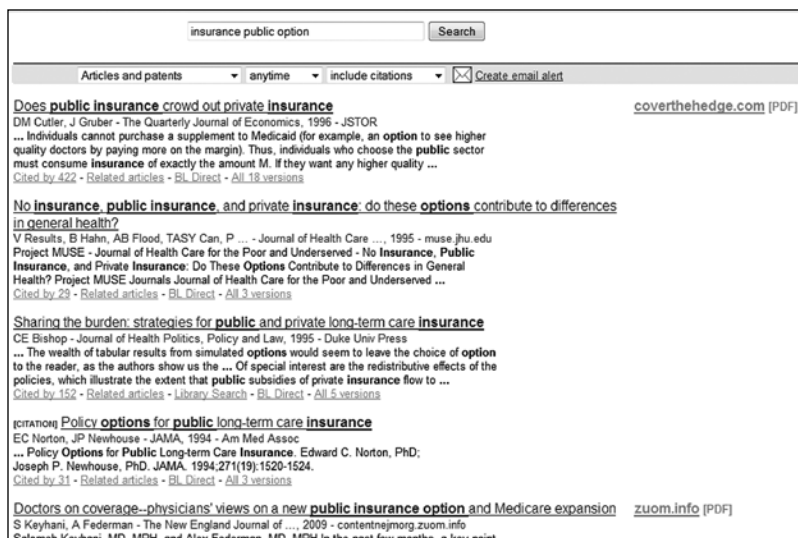 insurance public option Search
Articles and patents anytime include citations Create email alert
Does public insurance crowd out private insurance coverthehedge.com [PDF]
DM Cutler, J Gruber - The Quarterly Journal of Economics, 1996 - JSTOR
... Individuals cannot purchase a supplement to Medicaid (for example, an option to see higher
quality doctors by paying more on the margin). Thus, individuals who choose the public sector
must consume insurance of exactly the amount M. If they want any higher quality ...
Cited by 422 - Related articles - BL Direct - All 18 versions
No insurance, public insurance, and private insurance: do these options contribute to differences
in general health?
V Results, B Hahn, AB Flood, TASY Can, P ... - Journal of Health Care ..., 1995 - muse.jhu.edu
Project MUSE - Journal of Health Care for the Poor and Underserved - No Insurance, Public
Insurance, and Private Insurance: Do These Options Contribute to Differences in General
Health? Project MUSE Journals Journal of Health Care for the Poor and Underserved ...
Cited by 29 - Related articles - BL Direct - All 3 versions
Sharing the burden: strategies for public and private long-term care insurance
CE Bishop - Journal of Health Politics, Policy and Law, 1995 - Duke Univ Press
... The wealth of tabular results from simulated options would seem to leave the choice of option
to the reader, as the authors show us the ... Of special interest are the redistributive effects of the
policies, which illustrate the extent that public subsidies of private insurance flow to ...
Cited by 152 - Related articles - Library Search - BL Direct - All 5 versions
[CITATION] Policy options for public long-term care insurance
EC Norton, JP Newhouse - JAMA, 1994 - Am Med Assoc
... Policy Options for Public Long-term Care Insurance. Edward C. Norton, PhD;
Joseph P. Newhouse, PhD. JAMA. 1994;271(19):1520-1524.
Cited by 31 - Related articles - BL Direct - All 3 versions
Doctors on coverage--physicians' views on a new public insurance option and Medicare expansion zuom.info [PDF]
S Keyhani, A Federman - The New England Journal of ..., 2009 - contentnejmorg.zuom.info